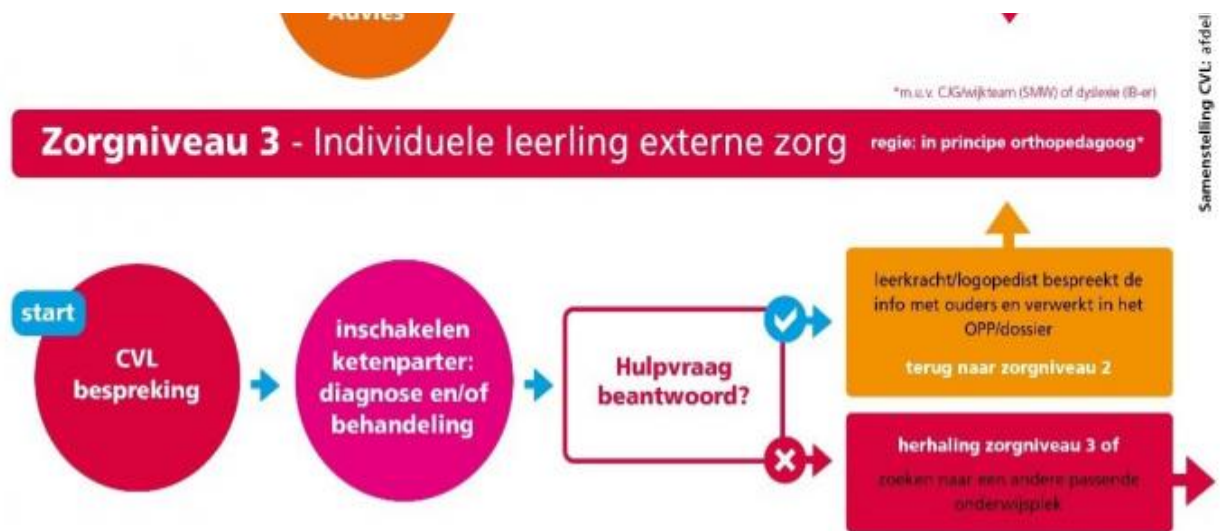 Advies
*m.u.v. CJG/wijkteam (SMW) of dyslexie (IB-er)
Zorgniveau 3 - Individuele leerling externe zorg regie: in principe orthopedagoog*
Samenstelling CVL: afdel
start
CVL
bespreking
inschakelen
ketenparter:
diagnose en/of
behandeling
Hulpvraag
beantwoord?
leerkracht/logopedist bespreekt de
info met ouders en verwerkt in het
OPP/dossier
terug naar zorgniveau 2
herhaling zorgniveau 3 of
zoeken naar een andere passende
onderwijsplek